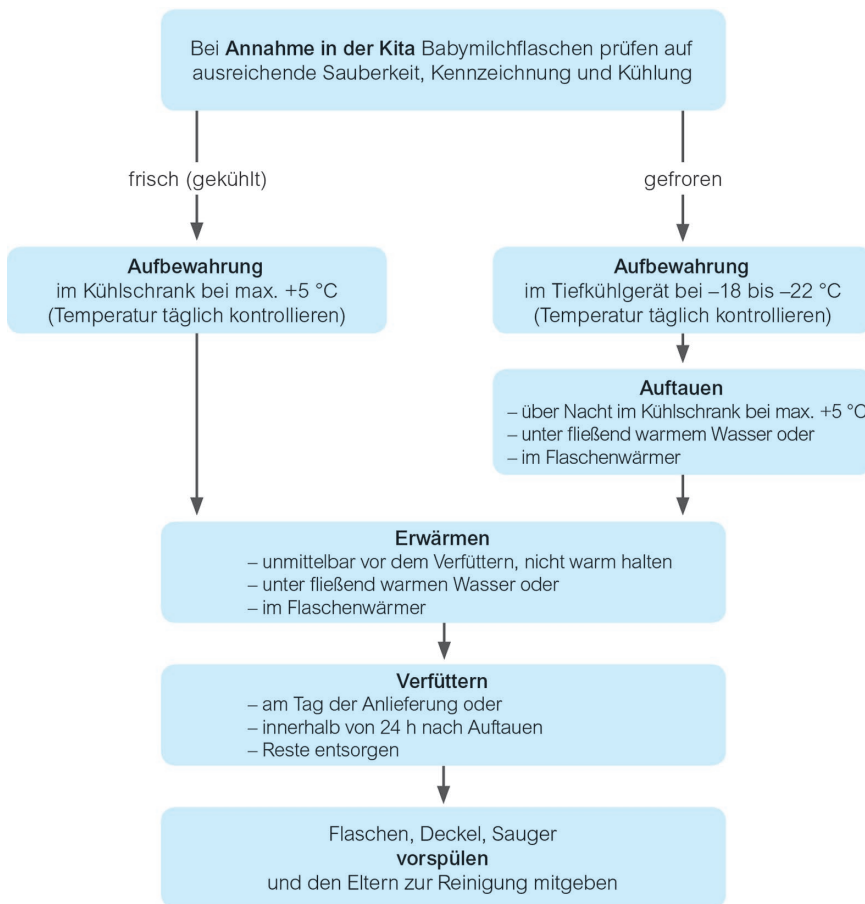 Bei Annahme in der Kita Babymilchflaschen prüfen auf
ausreichende Sauberkeit, Kennzeichnung und Kühlung
frisch (gekühlt)
gefroren
Aufbewahrung
im Kühlschrank bei max. +5 °C
(Temperatur täglich kontrollieren)
Aufbewahrung
im Tiefkühlgerät bei –18 bis –22 °C
(Temperatur täglich kontrollieren)
Auftauen
– über Nacht im Kühlschrank bei max. +5 °C
– unter fließend warmem Wasser oder
– im Flaschenwärmer
Erwärmen
– unmittelbar vor dem Verfüttern, nicht warm halten
– unter fließend warmen Wasser oder
– im Flaschenwärmer
Verfüttern
– am Tag der Anlieferung oder
– innerhalb von 24 h nach Auftauen
– Reste entsorgen
Flaschen, Deckel, Sauger
vorspülen
und den Eltern zur Reinigung mitgeben